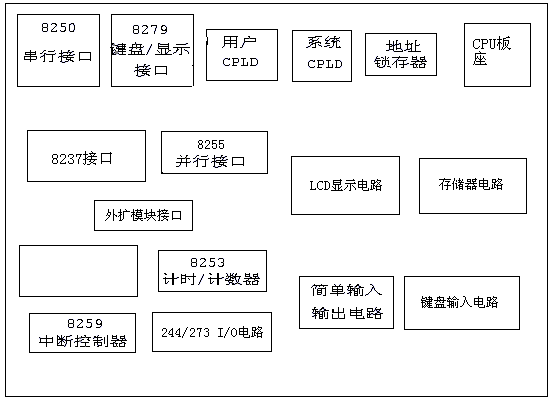 8250
串行接口
8279
键盘/显示
接口
用户
CPLD
系统
CPLD
地址
锁存器
CPU板
座
8237接口
8255
并行接口
LCD显示电路
存储器电路
外扩模块接口
8253
计时/计数器
简单输入
输出电路
键盘输入电路
8259
中断控制器
244/273 I/O电路